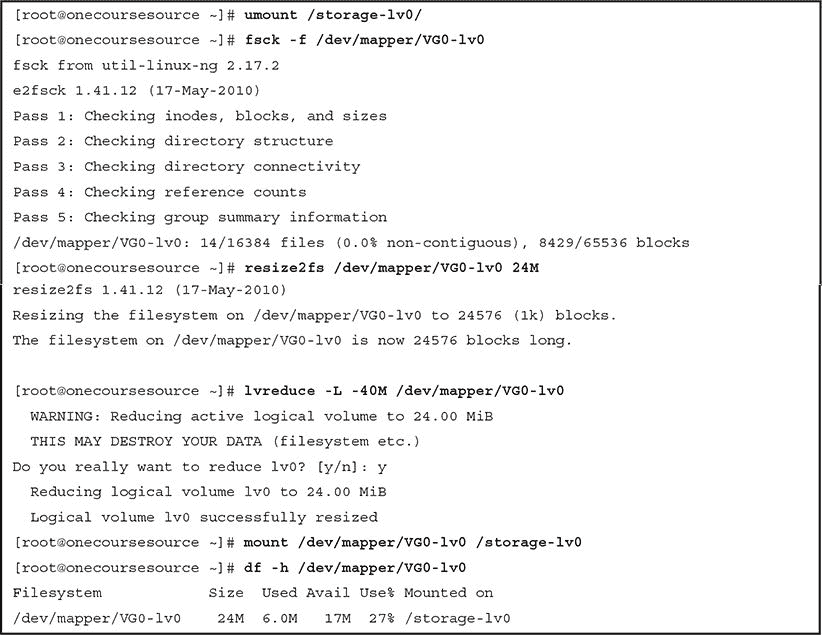 [root@onecoursesource ~]# umount /storage-lv0/
[root@onecoursesource ~]# fsck -f /dev/mapper/VG0-lv0
fsck from util-linux-ng 2.17.2
e2fsck 1.41.12 (17-May-2010)
Pass 1: Checking inodes, blocks, and sizes
Pass 2: Checking directory structure
Pass 3: Checking directory connectivity
Pass 4: Checking reference counts
Pass 5: Checking group summary information
/dev/mapper/VG0-lv0: 14/16384 files (0.0% non-contiguous), 8429/65536 blocks
[root@onecoursesource ~]# resize2fs /dev/mapper/VG0-lv0 24M
resize2fs 1.41.12 (17-May-2010)
Resizing the filesystem on /dev/mapper/VG0-lv0 to 24576 (1k) blocks.
The filesystem on /dev/mapper/VG0-lv0 is now 24576 blocks long.

[root@onecoursesource ~]# lvreduce -L -40M /dev/mapper/VG0-lv0
  WARNING: Reducing active logical volume to 24.00 MiB
  THIS MAY DESTROY YOUR DATA (filesystem etc.)
Do you really want to reduce lv0? [y/n]: y
  Reducing logical volume lv0 to 24.00 MiB
  Logical volume lv0 successfully resized
[root@onecoursesource ~]# mount /dev/mapper/VG0-lv0 /storage-lv0
[root@onecoursesource ~]# df -h /dev/mapper/VG0-lv0
Filesystem            Size  Used Avail Use% Mounted on
/dev/mapper/VG0-lv0    24M  6.0M   17M  27% /storage-lv0